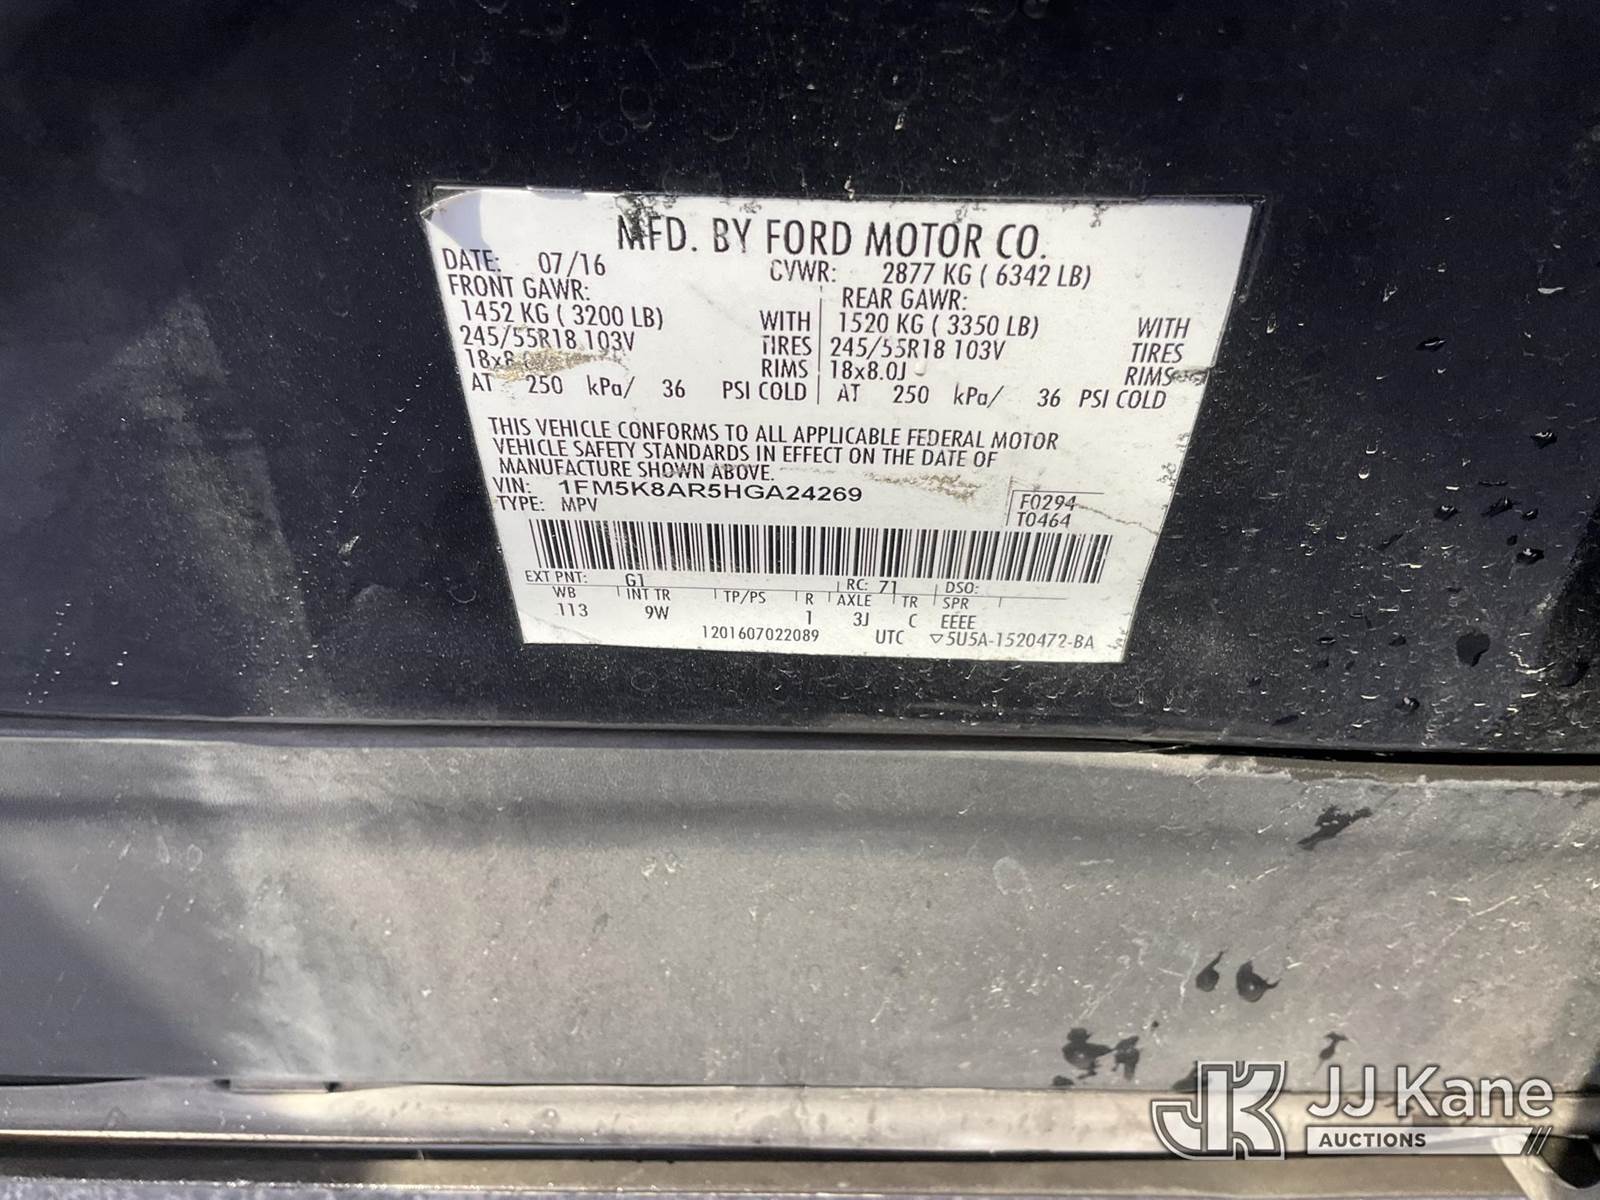 MFD. BY FORD MOTOR CO.
DATE: 07/16 GVWR: 2877 KG ( 6342 LB)
FRONT GAWR: REAR GAWR:
1452 KG ( 3200 LB) WITH 1520 KG ( 3350 LB) WITH
245/55R18 103V TIRES 245/55R18 103V TIRES
RIMS 18x8.0J RIMS
AT 250 kPa/ 36 PSI COLD AT 250 kPa/ 36 PSI COLD
THIS VEHICLE CONFORMS TO ALL APPLICABLE FEDERAL MOTOR
VEHICLE SAFETY STANDARDS IN EFFECT ON THE DATE OF
MANUFACTURE SHOWN ABOVE.
VIN: 1FM5K8AR5HGA24269
TYPE: MPV
F0294
T0464
EXT PNT: G1 RC: 71 DSO:
WB INT TR TP/PS R AXLE TR SPR
113 9W 1 3J C EEEE
1201607022089 UTC ▽5U5A-1520472-BA
JK JJ Kane
AUCTIONS